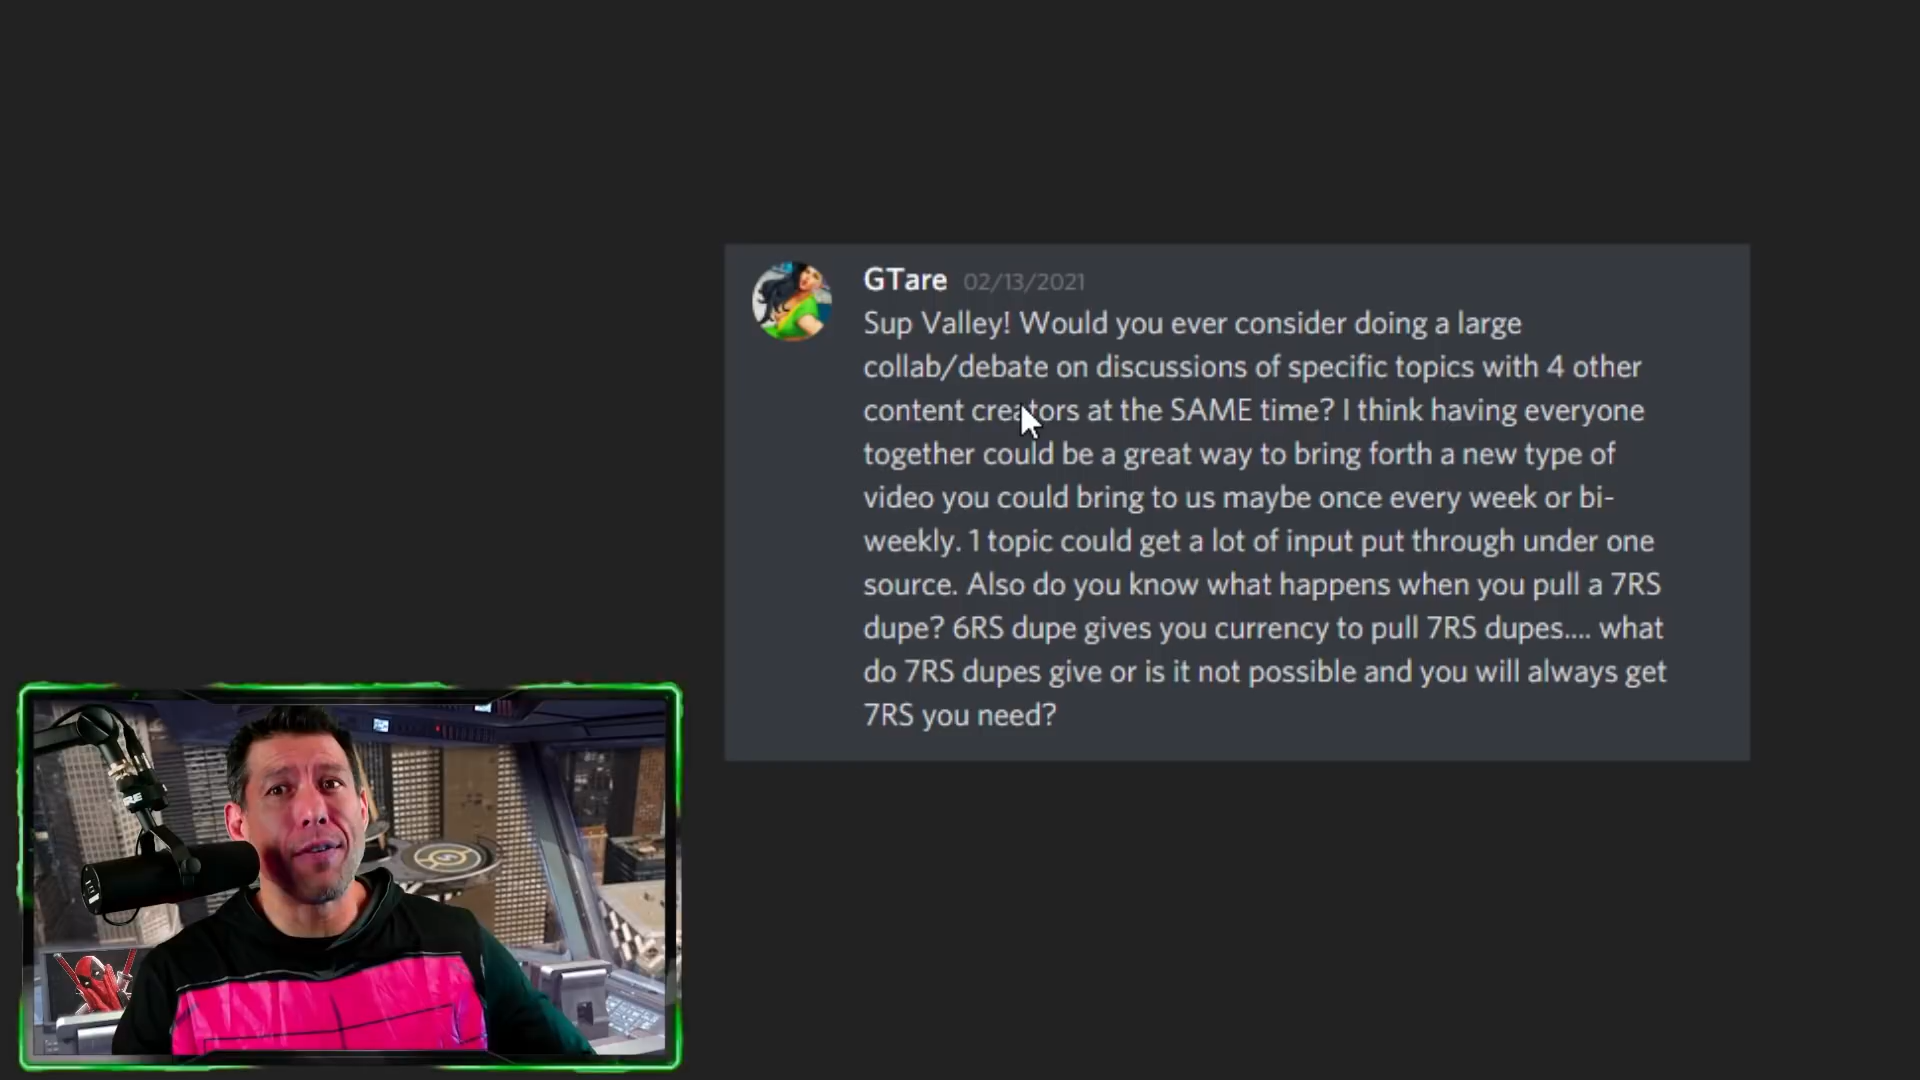 GTare 02/13/2021
Sup Valley! Would you ever consider doing a large
collab/debate on discussions of specific topics with 4 other
content creators at the SAME time? I think having everyone
together could be a great way to bring forth a new type of
video you could bring to us maybe once every week or bi-
weekly. 1 topic could get a lot of input put through under one
source. Also do you know what happens when you pull a 7RS
dupe? 6RS dupe gives you currency to pull 7RS dupes.... what
do 7RS dupes give or is it not possible and you will always get
7RS you need?